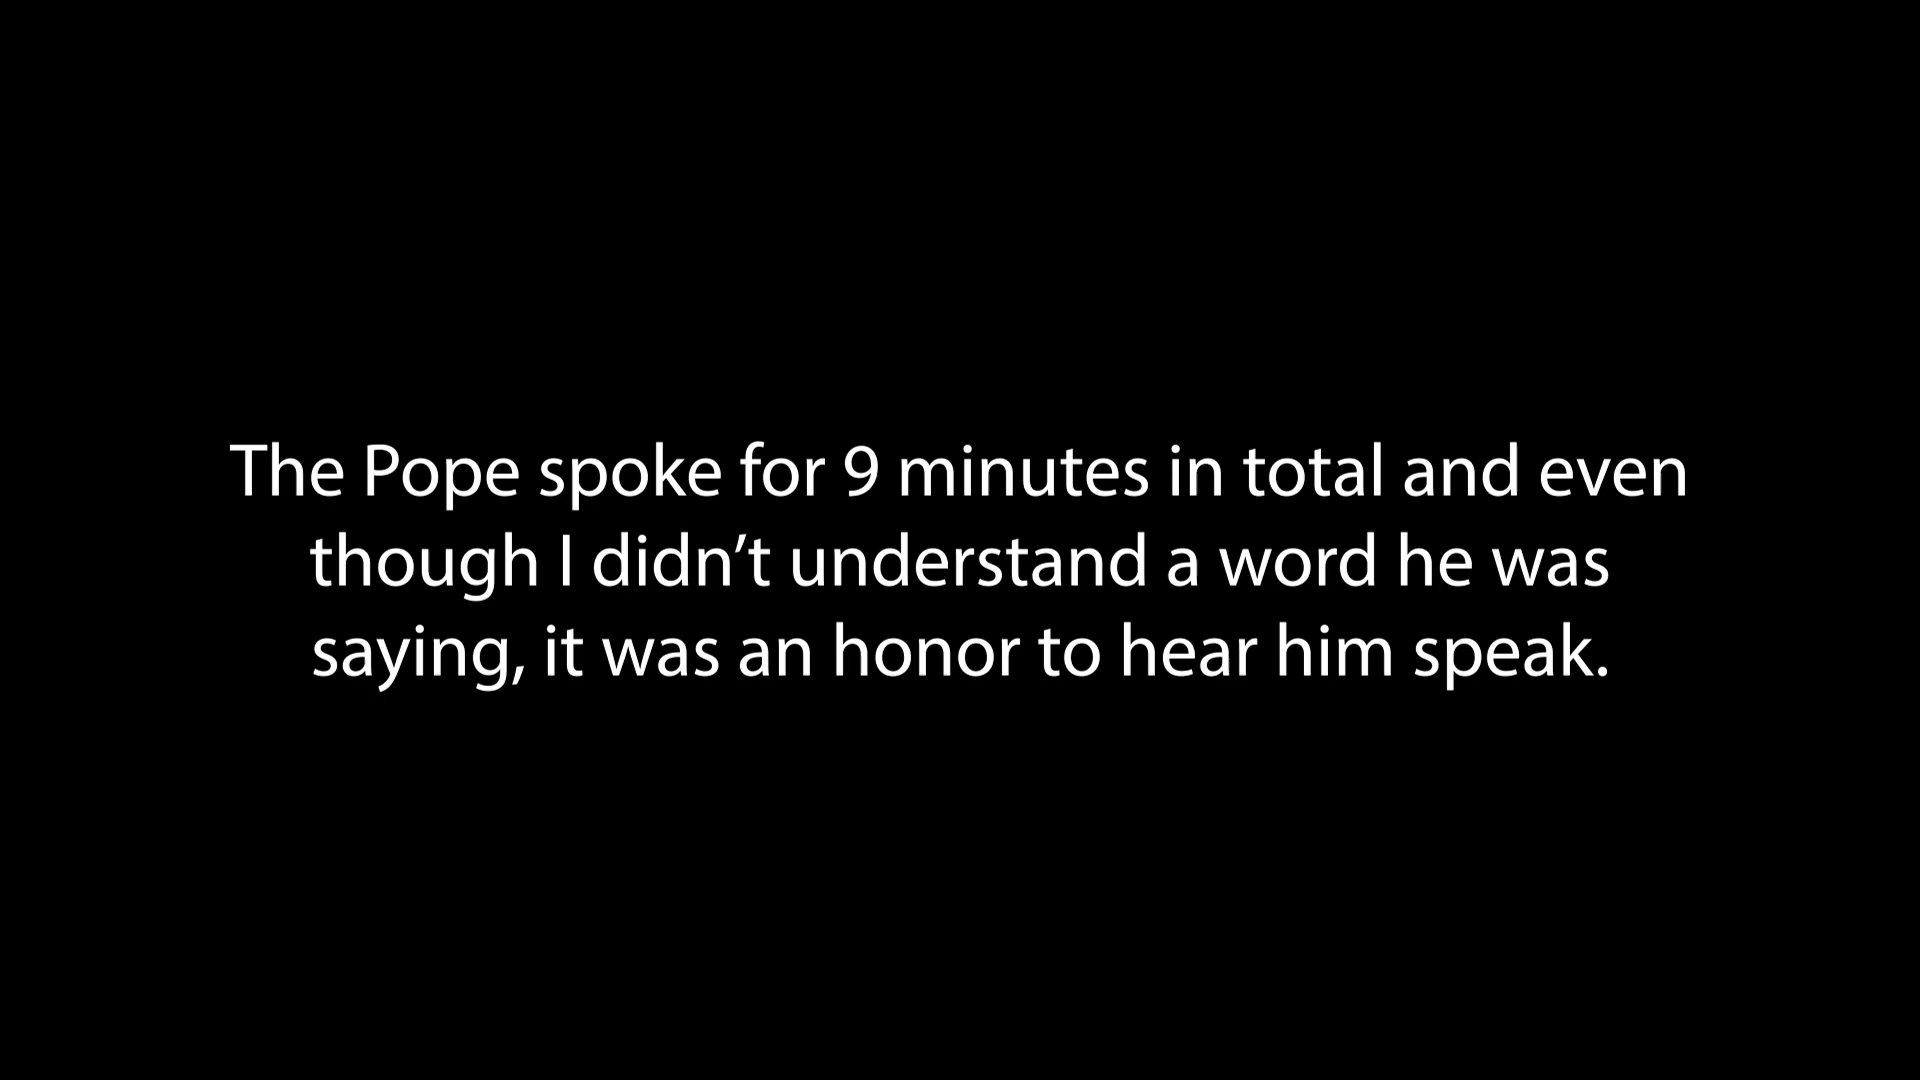 The Pope spoke for 9 minutes in total and even
though I didn’t understand a word he was
saying, it was an honor to hear him speak.